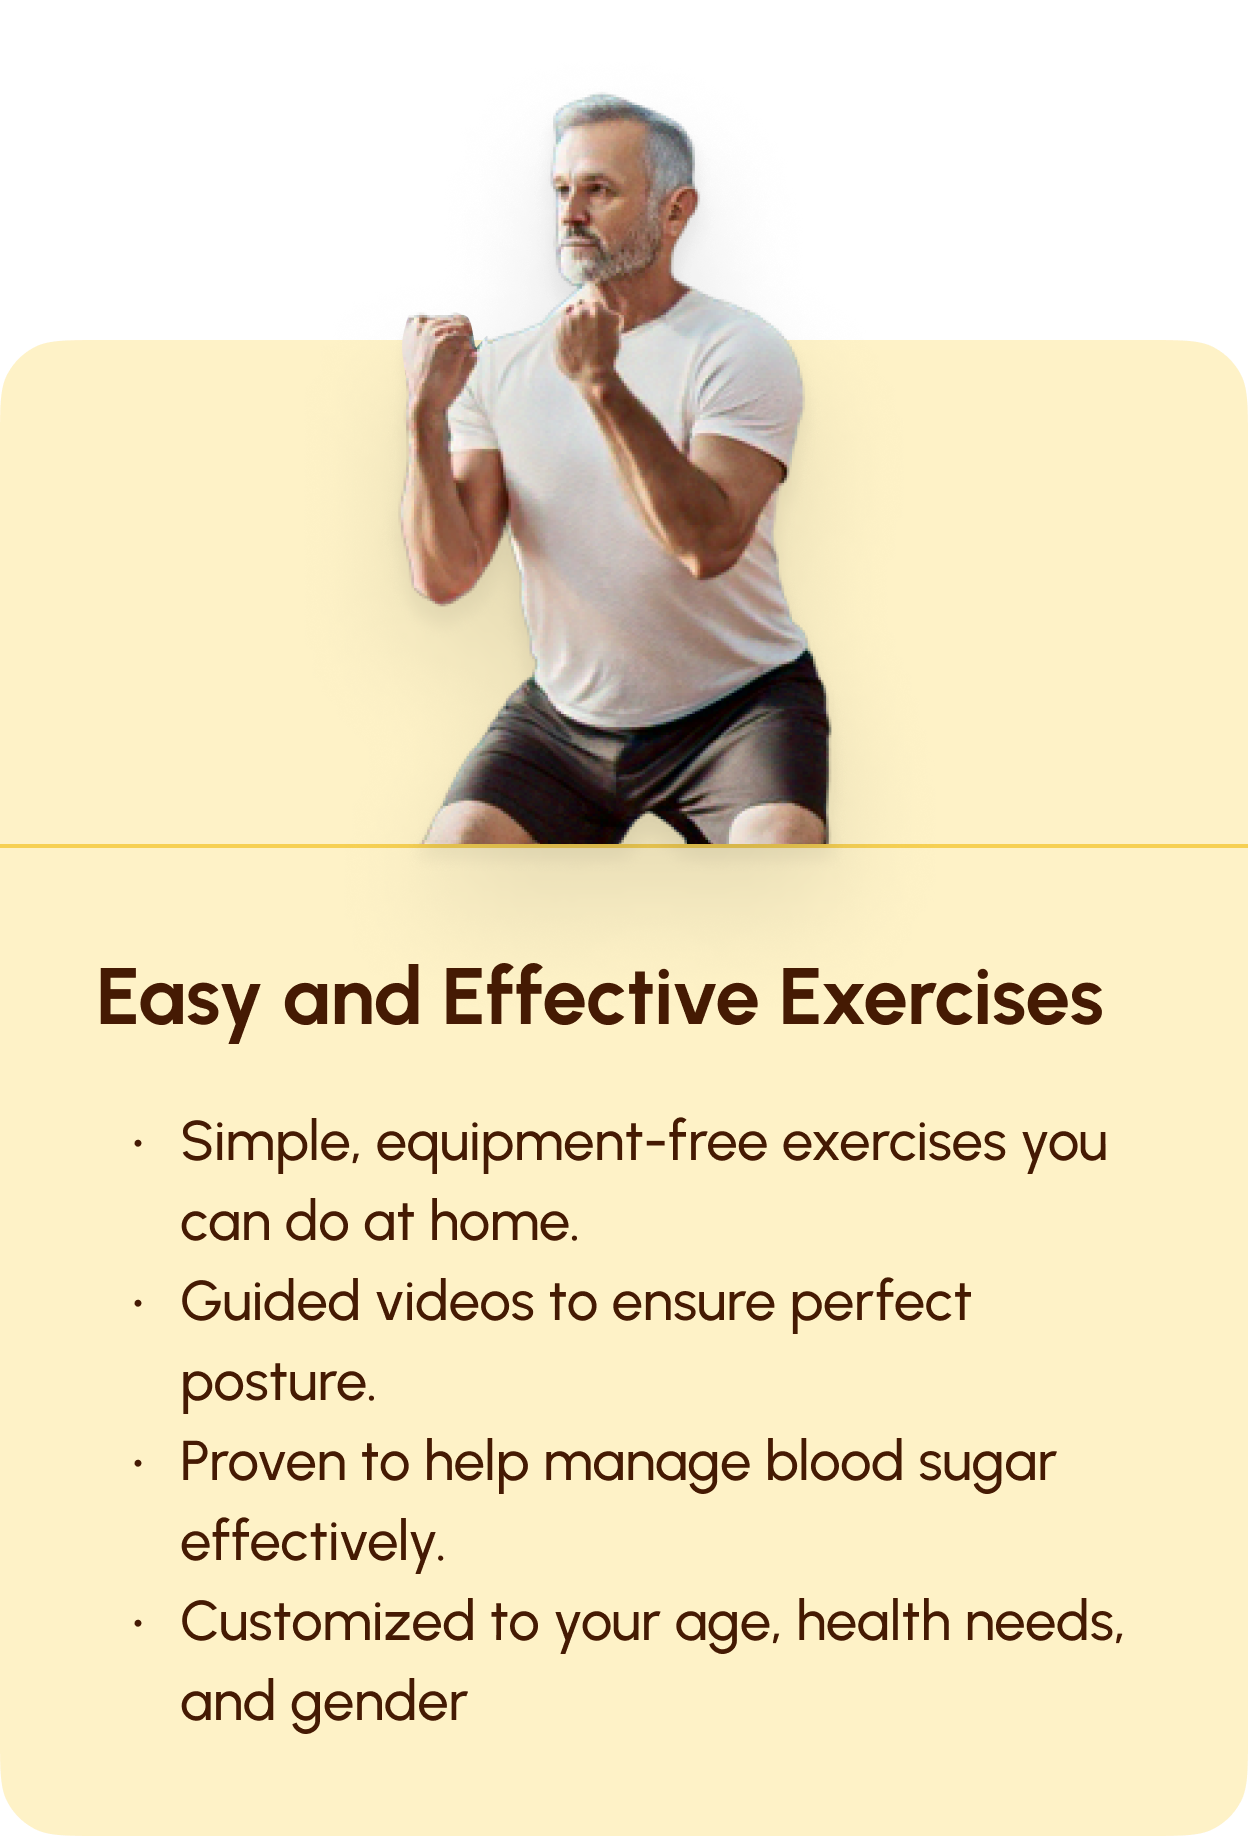 Easy and Effective Exercises
· Simple, equipment-free exercises you
can do at home.
· Guided videos to ensure perfect
posture.
· Proven to help manage blood sugar
effectively.
· Customized to your age, health needs,
and gender